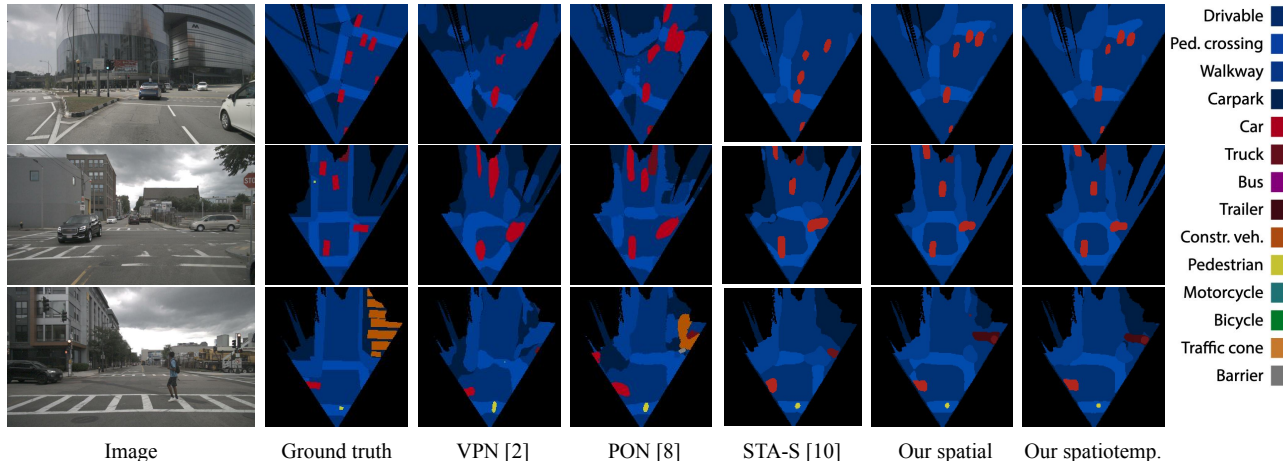 Drivable
Ped. crossing
Walkway
Carpark
Car
Truck
Bus
Trailer
Constr. veh.
Pedestrian
Motorcycle
Bicycle
Traffic cone
Barrier
STOP
Image
Ground truth
VPN [2]
PON [8]
STA-S [10]
Our spatial
Our spatiotemp.